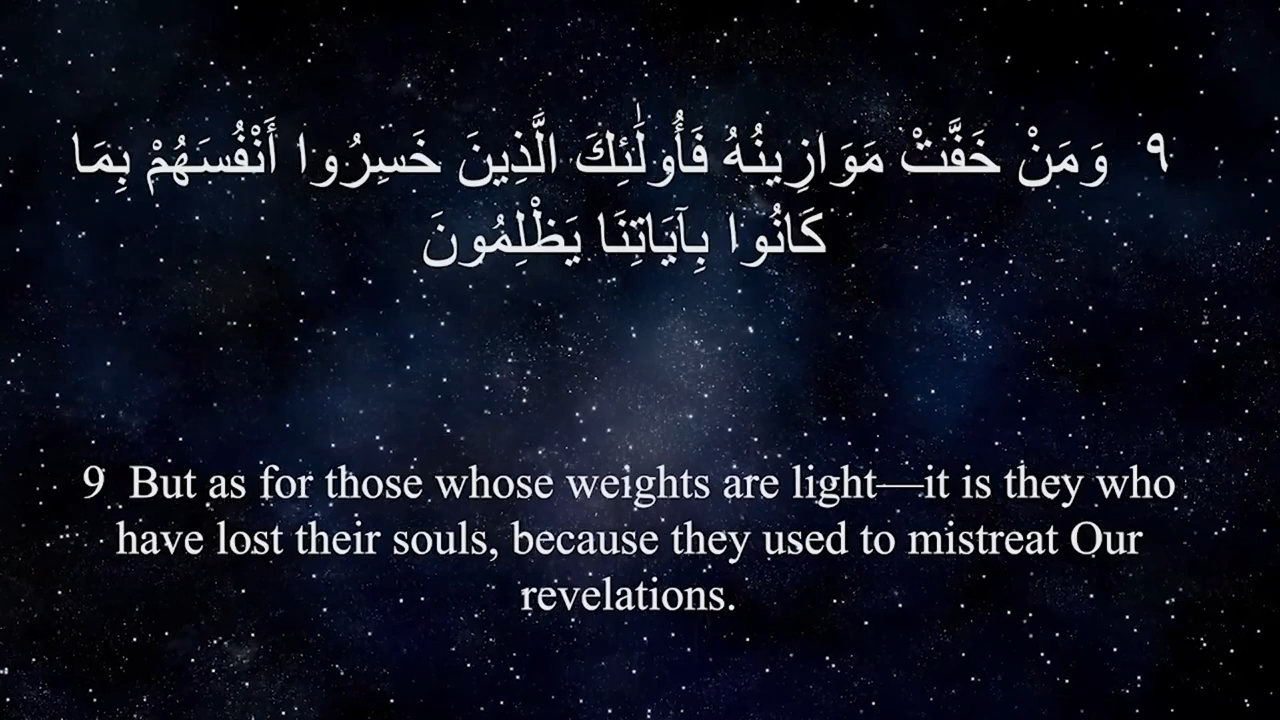 ٩ وَمَنْ خَفَّتْ مَوَازِينُهُ فَأُولَٰئِكَ الَّذِينَ خَسِرُوا أَنْفُسَهُمْ بِمَا
كَانُوا بِآيَاتِنَا يَظْلِمُونَ
9 But as for those whose weights are light—it is they who
have lost their souls, because they used to mistreat Our
revelations.